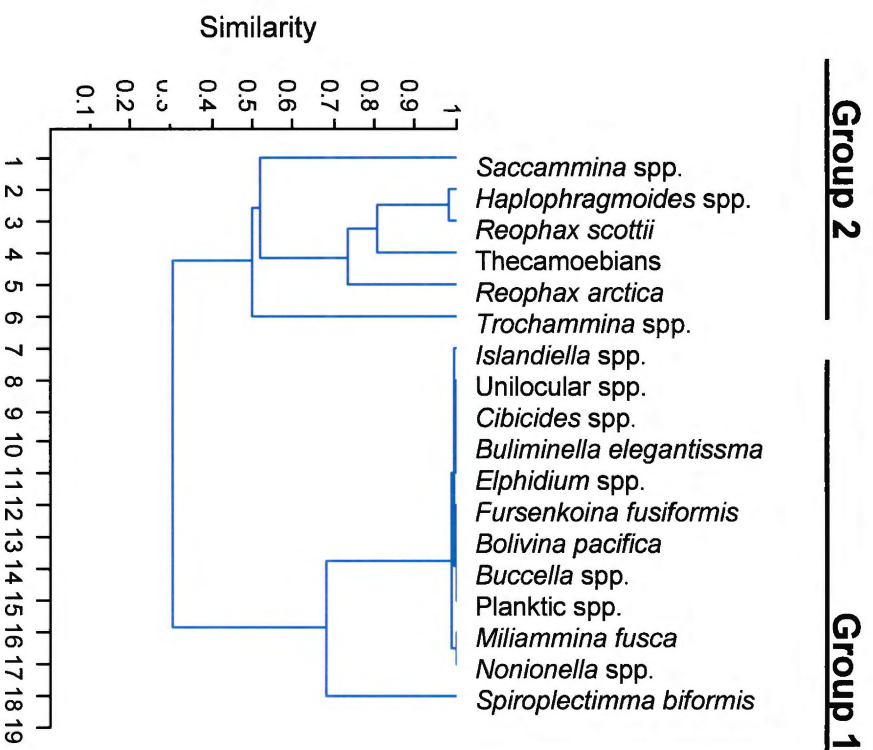 Similarity
0.1
0.2
0.3
0.4
0.5
0.6
0.7
0.8
0.9
1
Group 2
Group 1
Saccammina spp.
Haplophragmoides spp.
Reophax scottii
Thecamoebians
Reophax arctica
Trochammina spp.
Islandiella spp.
Unilocular spp.
Cibicides spp.
Buliminella elegantissma
Elphidium spp.
Fursenkoina fusiformis
Bolivina pacifica
Buccella spp.
Planktic spp.
Miliammina fusca
Nonionella spp.
Spiroplectimma biformis
1
2
3
4
5
6
7
8
9
10
11
12
13
14
15
16
17
18
19